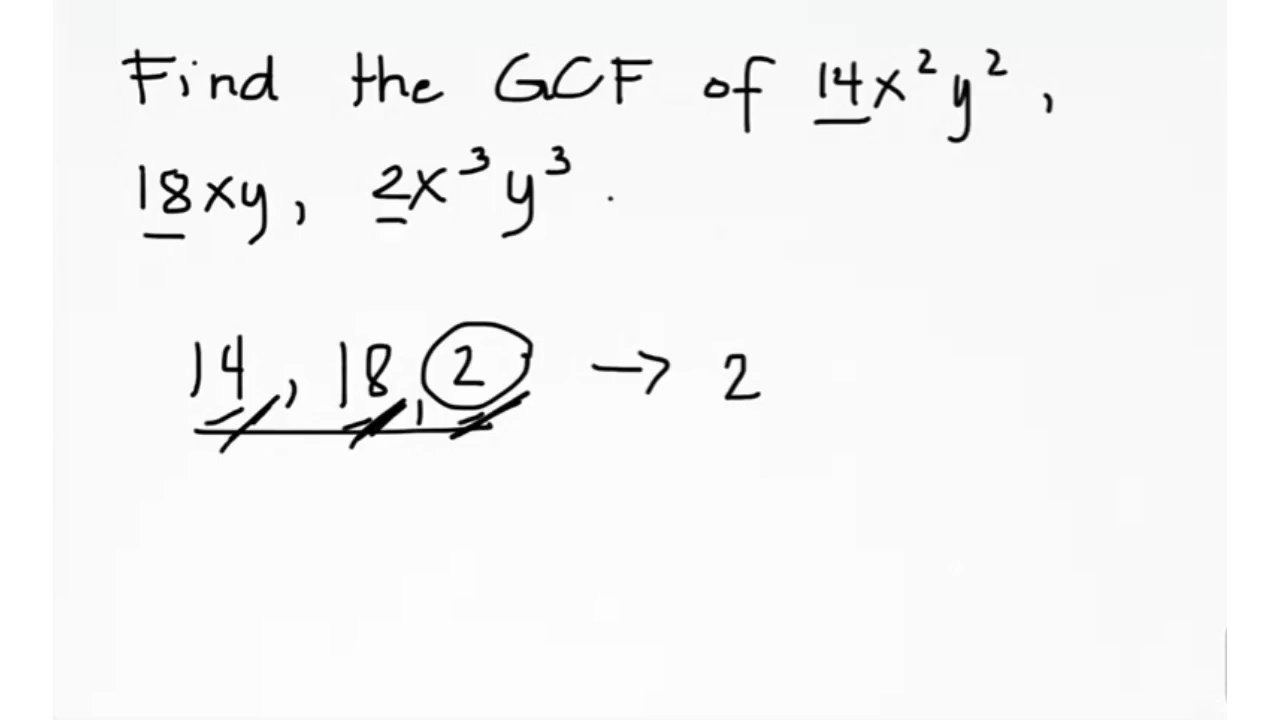 Find the GCF of 14x²y²,
18xy, 2x³y³.
14, 18, 2 → 2